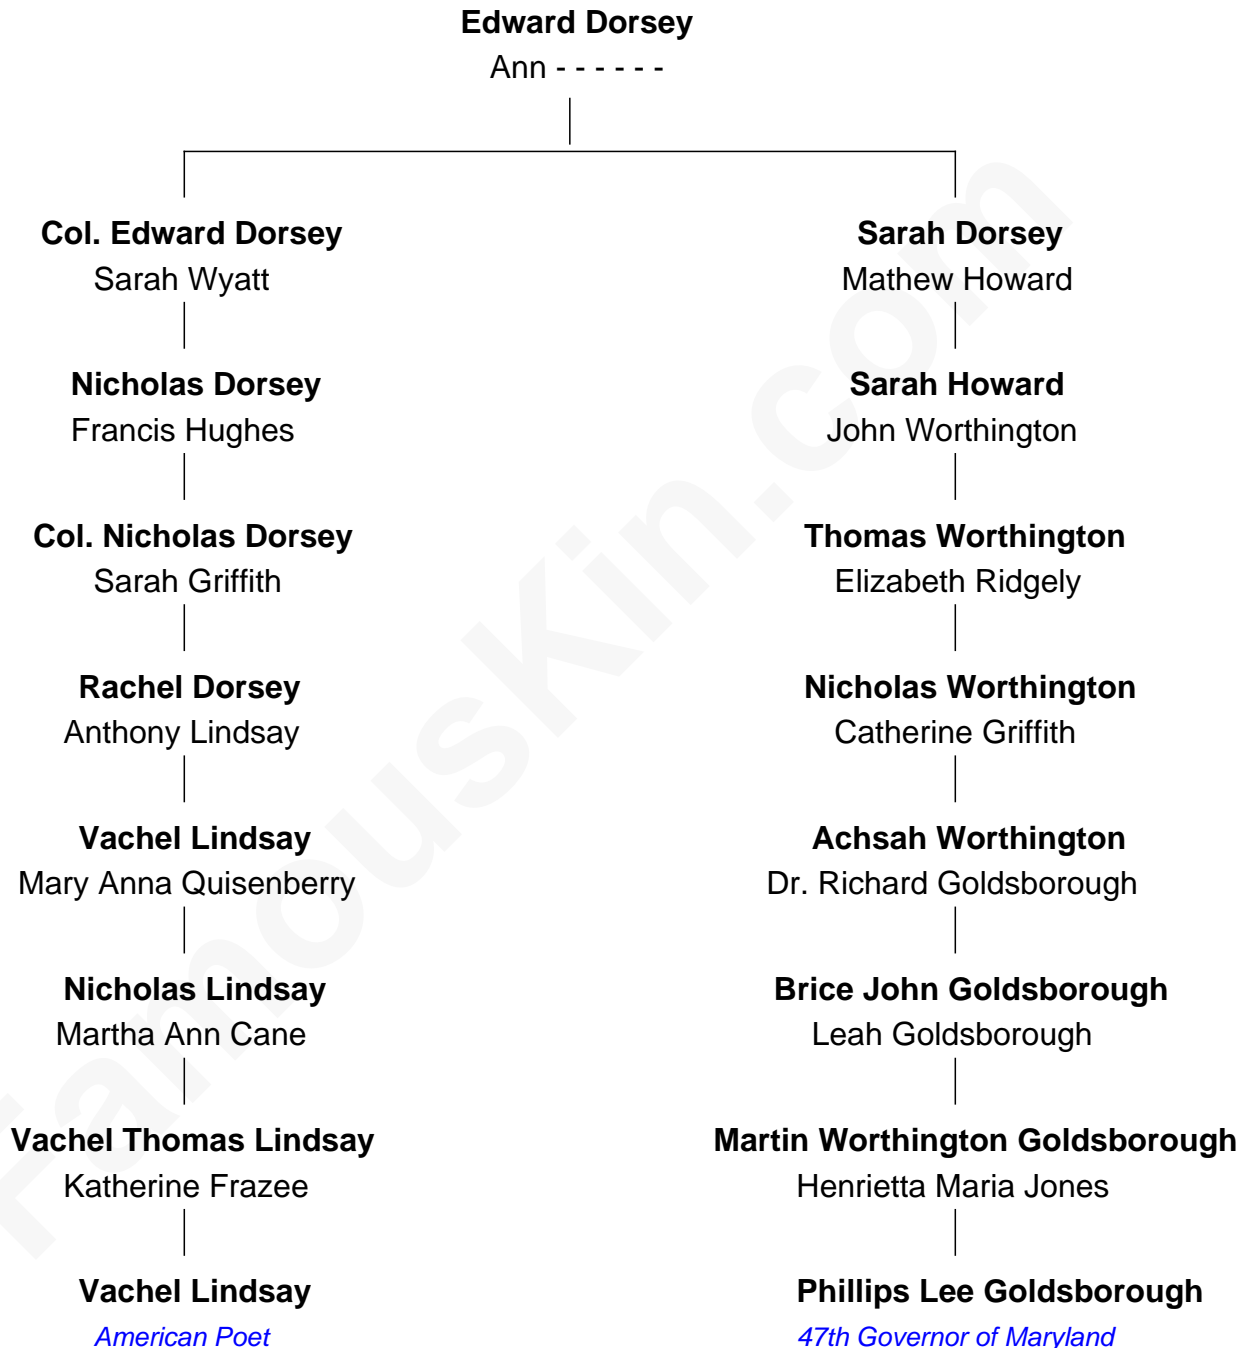 Edward Dorsey
Ann - - - - - -
Col. Edward Dorsey
Sarah Wyatt
Sarah Dorsey
Mathew Howard
Nicholas Dorsey
Francis Hughes
Sarah Howard
John Worthington
Col. Nicholas Dorsey
Sarah Griffith
Thomas Worthington
Elizabeth Ridgely
Rachel Dorsey
Anthony Lindsay
Nicholas Worthington
Catherine Griffith
Vachel Lindsay
Mary Anna Quisenberry
Achsah Worthington
Dr. Richard Goldsborough
Nicholas Lindsay
Martha Ann Cane
Brice John Goldsborough
Leah Goldsborough
Vachel Thomas Lindsay
Katherine Frazee
Martin Worthington Goldsborough
Henrietta Maria Jones
Vachel Lindsay
American Poet
Phillips Lee Goldsborough
47th Governor of Maryland
FamousKin.com